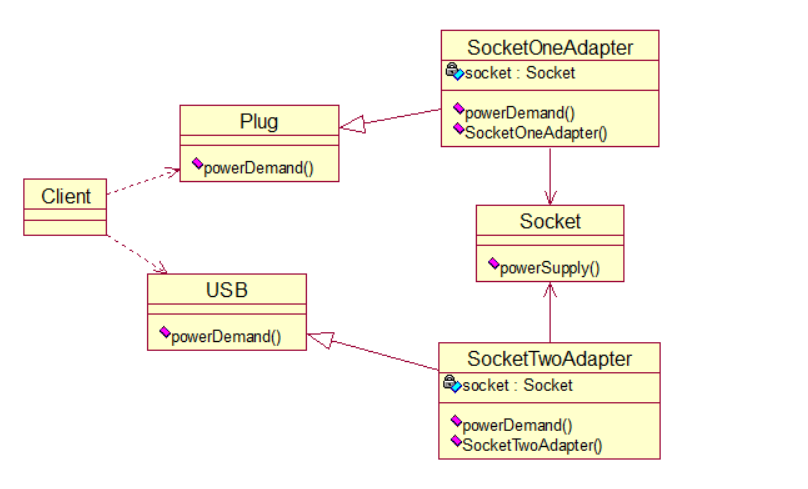 SocketOneAdapter
socket : Socket
powerDemand()
SocketOneAdapter()
Plug
powerDemand()
Client
Socket
powerSupply()
USB
powerDemand()
SocketTwoAdapter
socket : Socket
powerDemand()
SocketTwoAdapter()